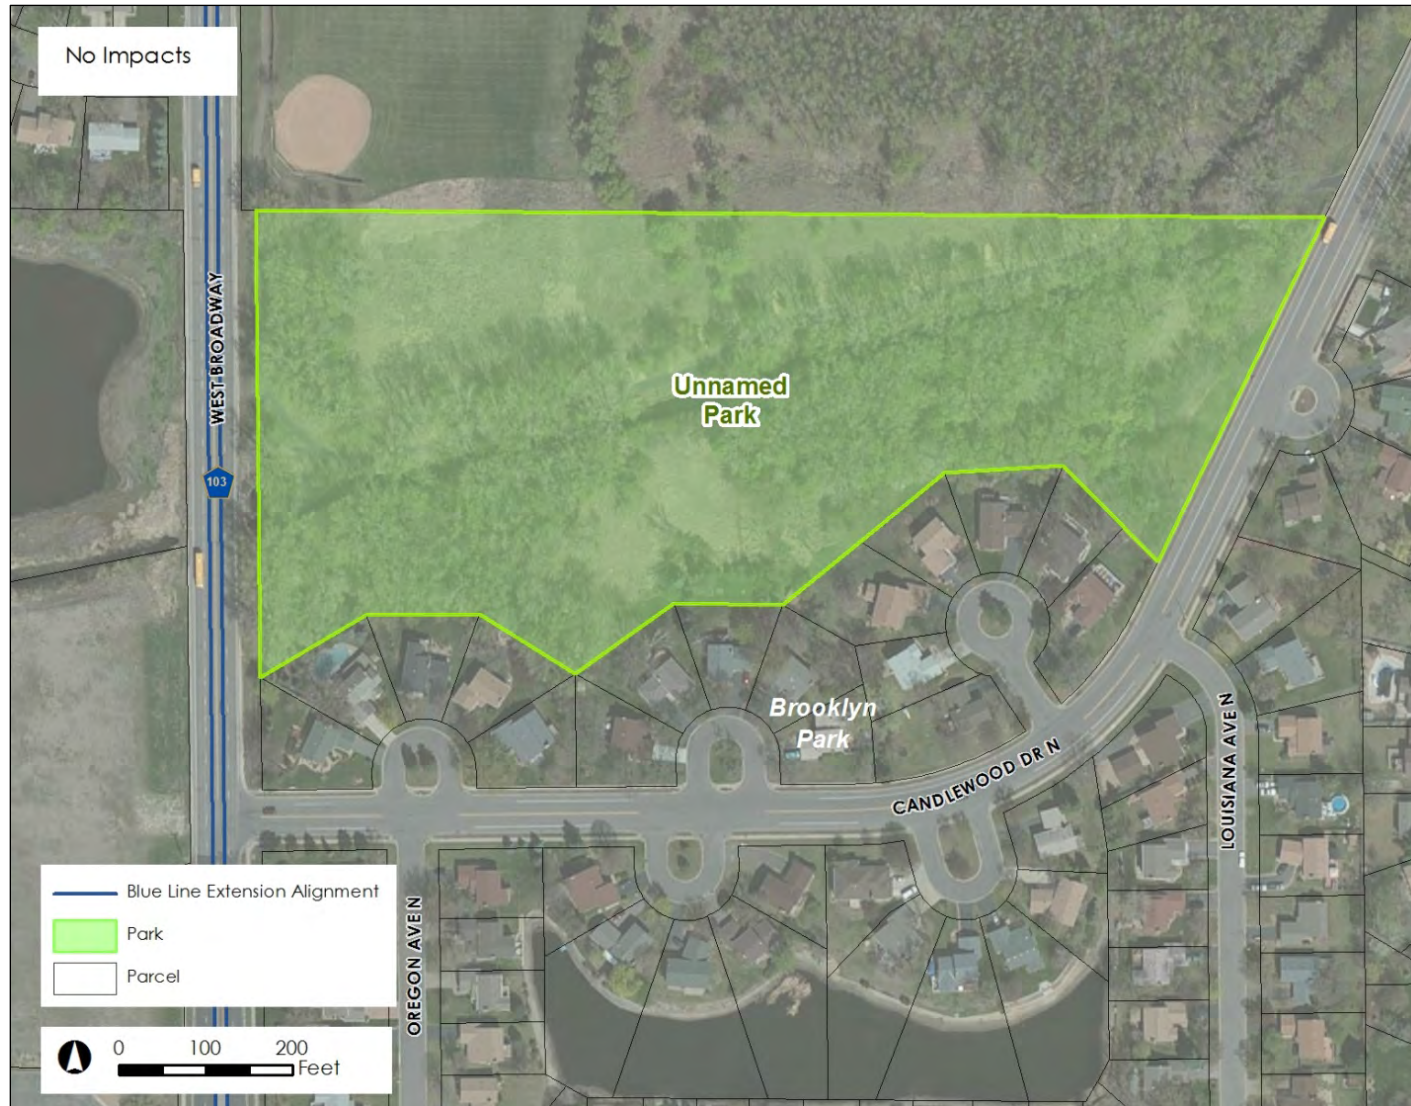 No Impacts
WEST BROADWAY
Unnamed
Park
103
Brooklyn
Park
CANDLEWOOD DR N
LOUISIANA AVE N
OREGON AVE N
Blue Line Extension Alignment
Park
Parcel
0 100 200
Feet